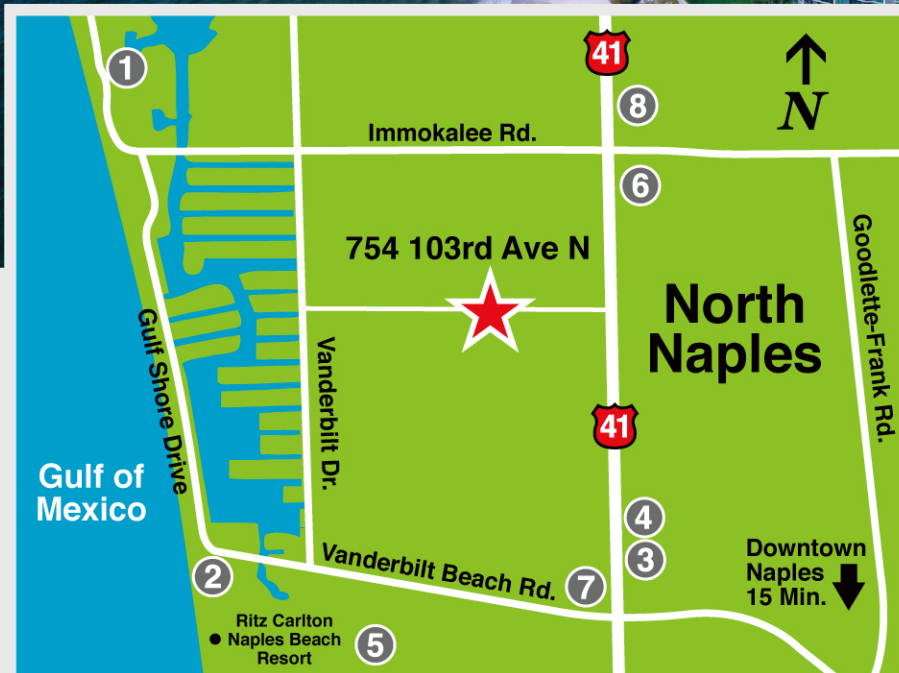 41
1
8
N
Immokalee Rd.
6
754 103rd Ave N
Goodlette-Frank Rd.
North
Naples
Gulf Shore Drive
Vanderbilt Dr.
41
Gulf of
Mexico
4
3
Downtown
Naples
15 Min.
2
Vanderbilt Beach Rd.
7
Ritz Carlton
Naples Beach
Resort
5